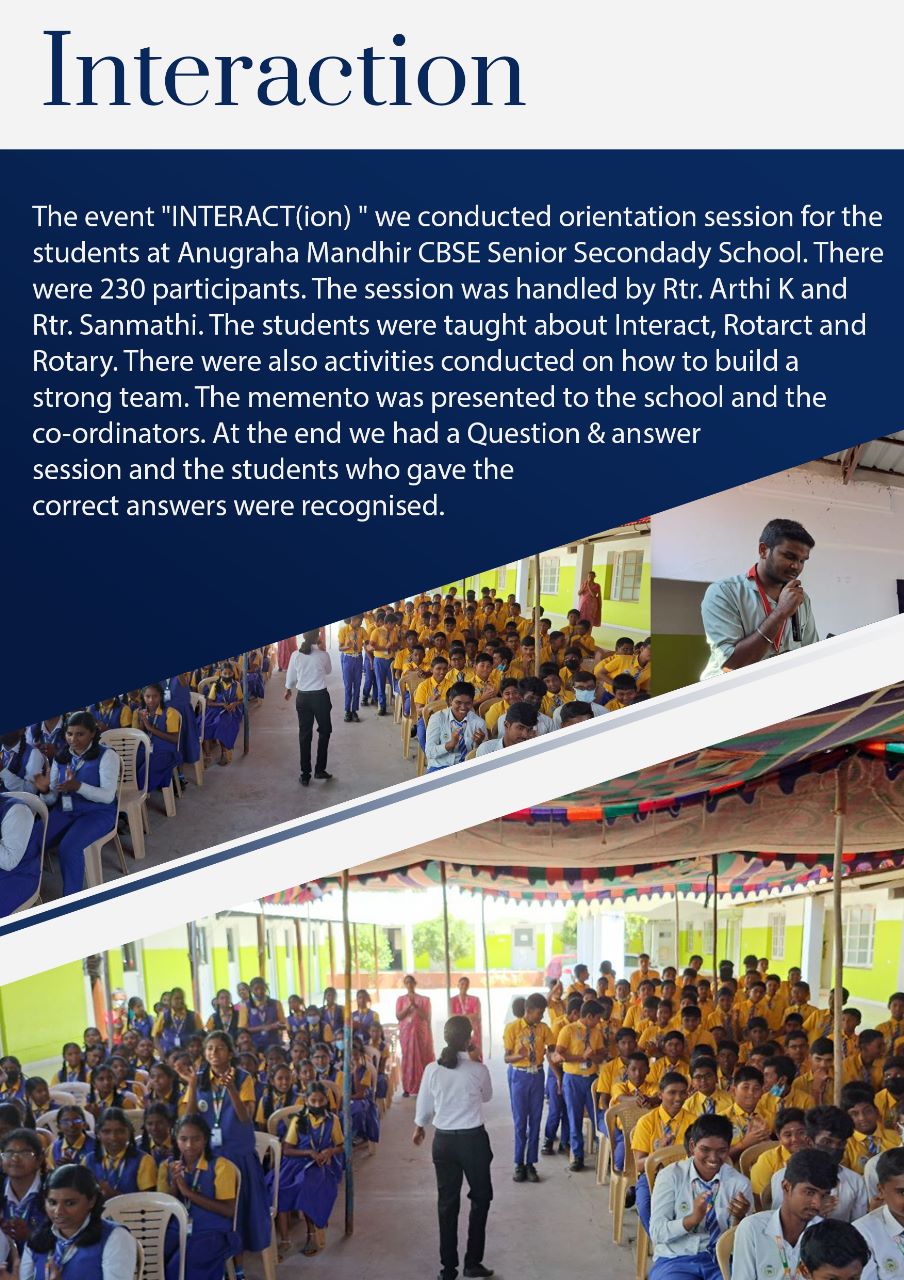 Interaction
The event "INTERACT(ion) " we conducted orientation session for the
students at Anugraha Mandhir CBSE Senior Secondady School. There
were 230 participants. The session was handled by Rtr. Arthi K and
Rtr. Sanmathi. The students were taught about Interact, Rotarct and
Rotary. There were also activities conducted on how to build a
strong team. The memento was presented to the school and the
co-ordinators. At the end we had a Question & answer
session and the students who gave the
correct answers were recognised.